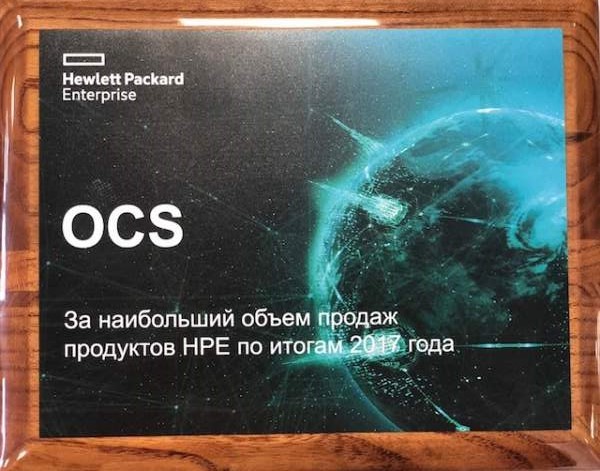 Hewlett Packard
Enterprise
OCS
За наибольший объем продаж
продуктов HPE по итогам 2017 года